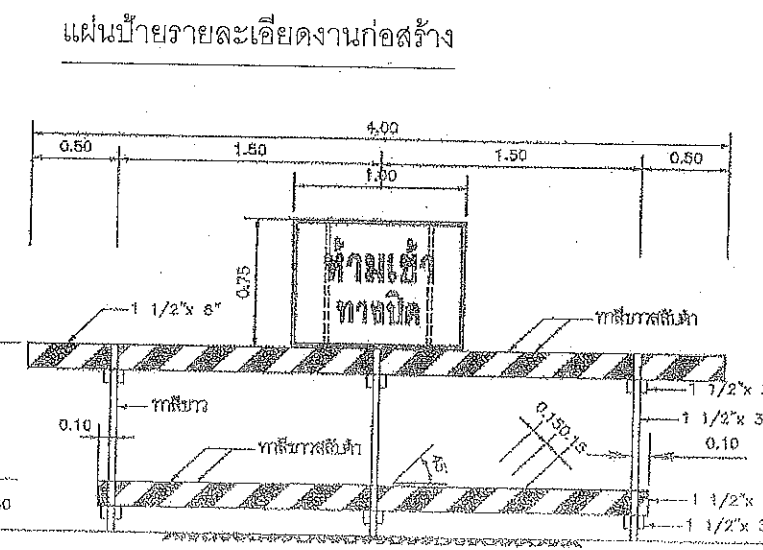 แผ่นป้ายรายละเอียดงานก่อสร้าง
4.00
0.50 1.50 1.50 0.50
1.00
0.75
ห้ามเข้า
ทางปิด
1 1/2"x 6"
ทาสีขาวสลับดำ
ทาสีขาว
0.10
ทาสีขาวสลับดำ
0.15 0.15
45°
1 1/2"x
1 1/2"x 3
0.10
1 1/2"x
1 1/2"x 3